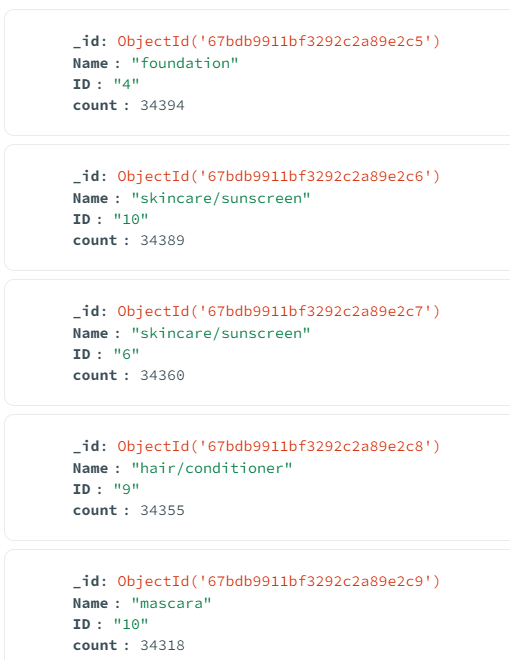 _id: ObjectId('67bdb9911bf3292c2a89e2c5')
Name : "foundation"
ID : "4"
count : 34394
_id: ObjectId('67bdb9911bf3292c2a89e2c6')
Name : "skincare/sunscreen"
ID : "10"
count : 34389
_id: ObjectId('67bdb9911bf3292c2a89e2c7')
Name : "skincare/sunscreen"
ID : "6"
count : 34360
_id: ObjectId('67bdb9911bf3292c2a89e2c8')
Name : "hair/conditioner"
ID : "9"
count : 34355
_id: ObjectId('67bdb9911bf3292c2a89e2c9')
Name : "mascara"
ID : "10"
count : 34318